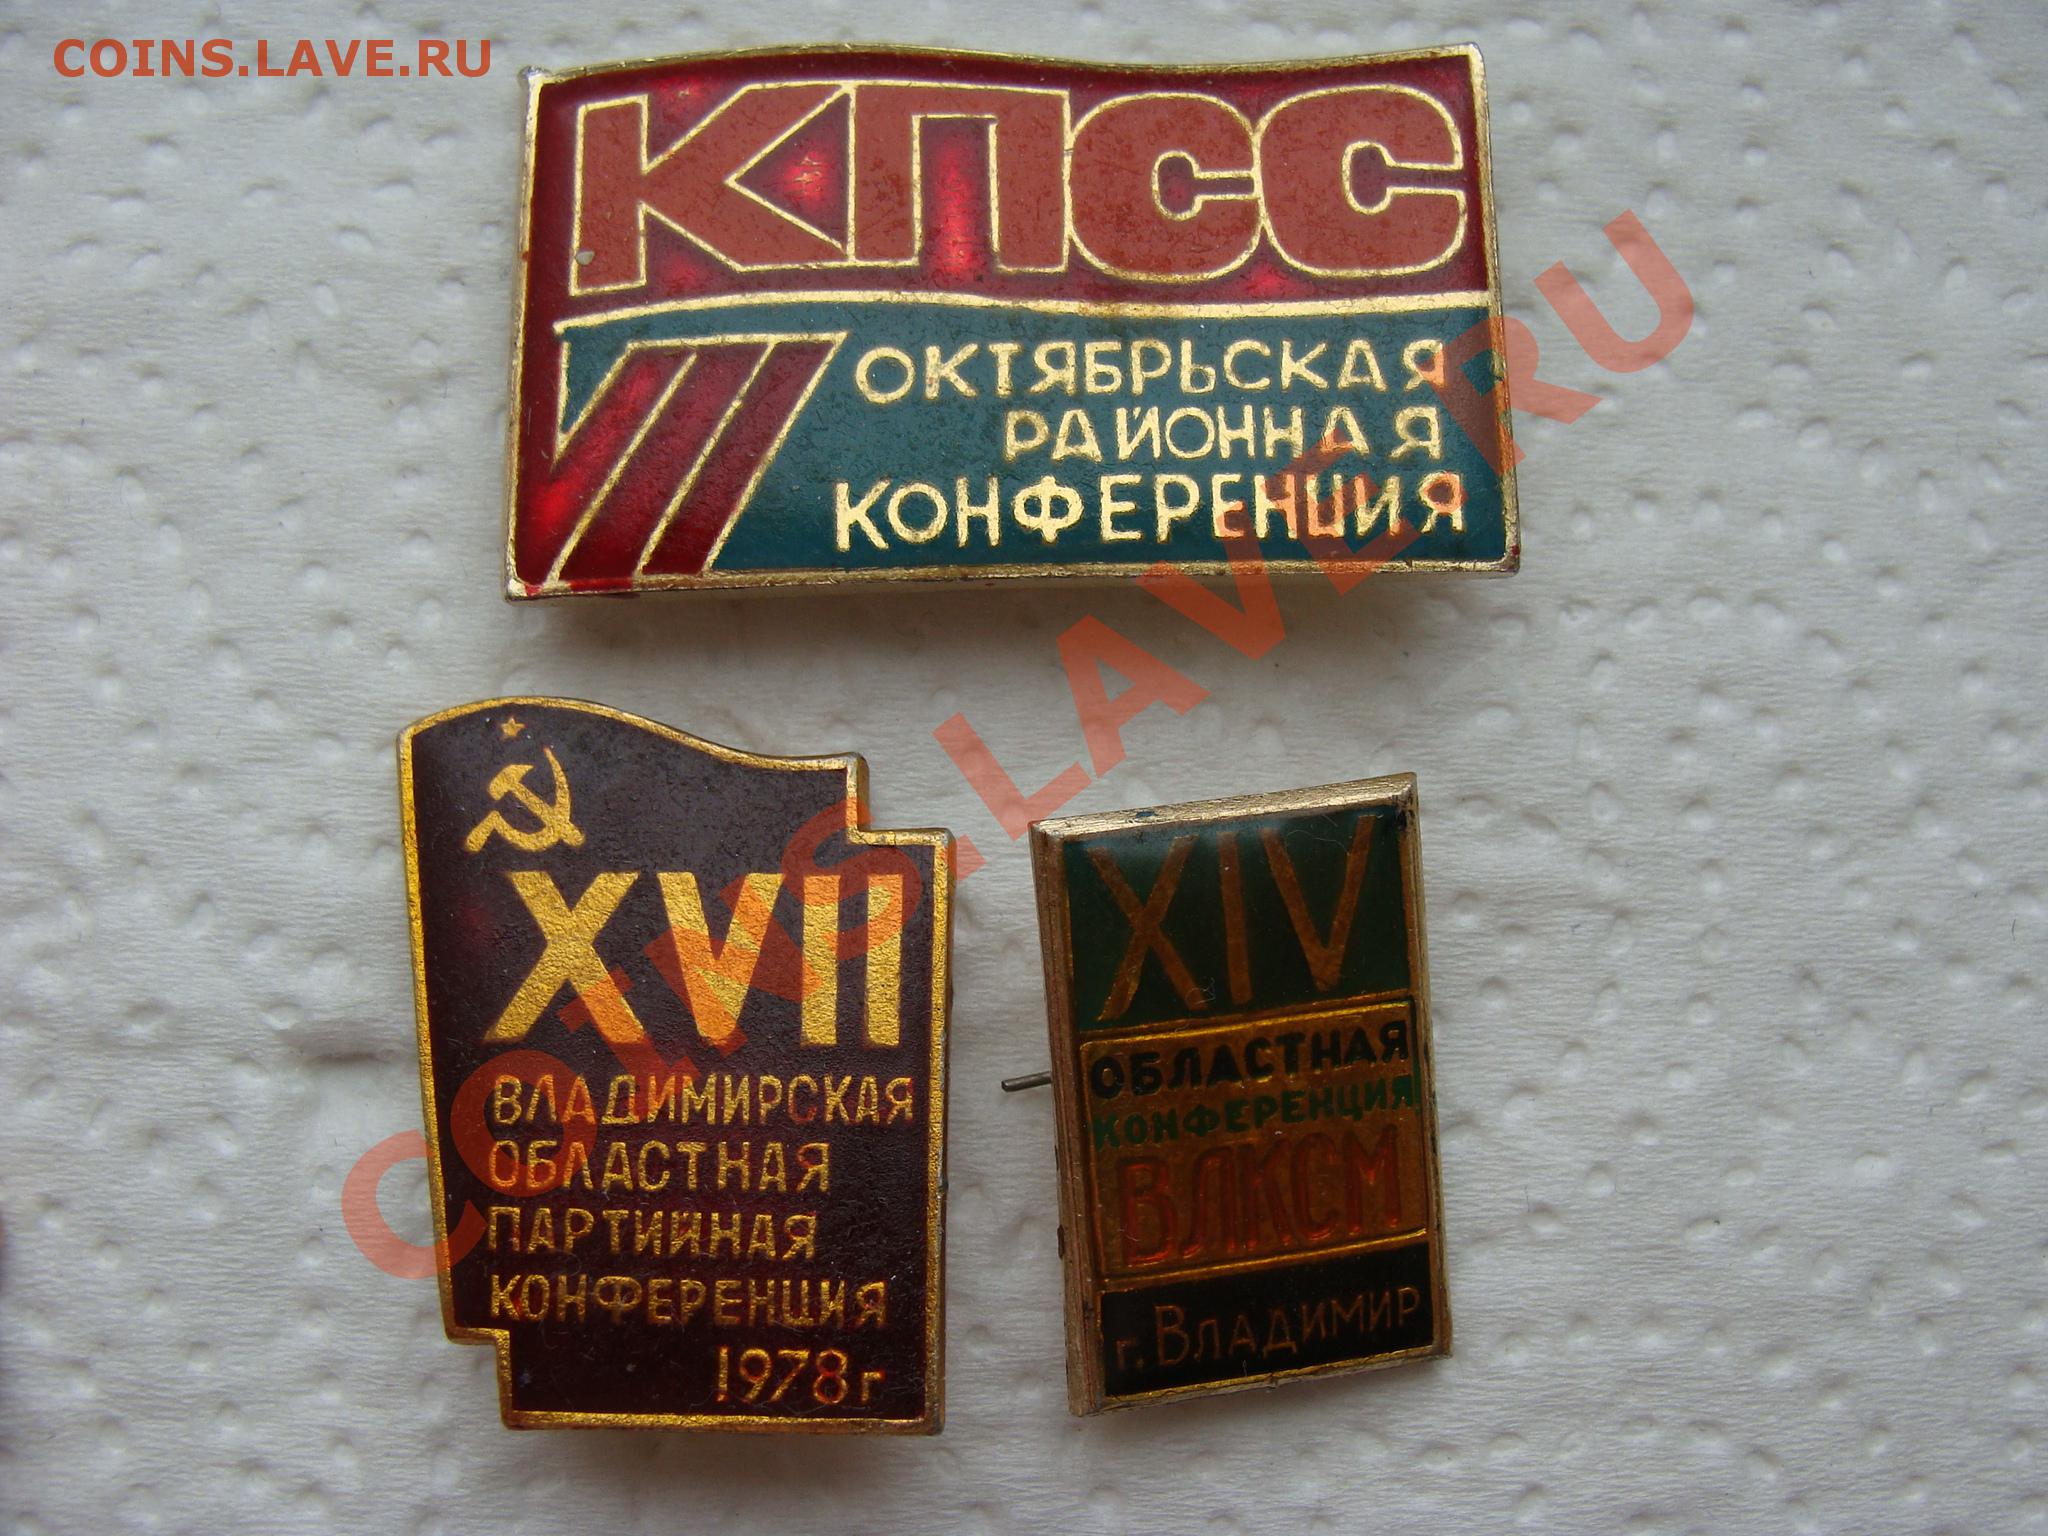 COINS.LAVE.RU
КПСС
VII
ОКТЯБРЬСКАЯ
РАЙОННАЯ
КОНФЕРЕНЦИЯ
XVII
ВЛАДИМИРСКАЯ
ОБЛАСТНАЯ
ПАРТИЙНАЯ
КОНФЕРЕНЦИЯ
1978г
XIV
ОБЛАСТНАЯ
КОНФЕРЕНЦИЯ
ВЛКСМ
г. ВЛАДИМИР
COINS.LAVE.RU